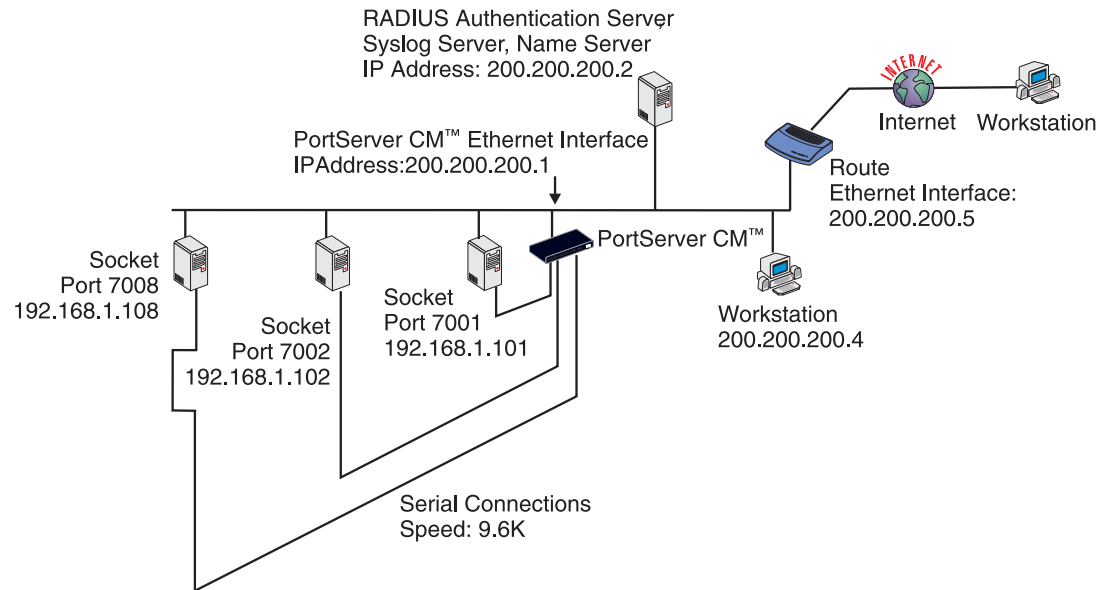 RADIUS Authentication Server
Syslog Server, Name Server
IP Address: 200.200.200.2
INTERNET
Internet
Workstation
PortServer CM™ Ethernet Interface
IPAddress:200.200.200.1
Route
Ethernet Interface:
200.200.200.5
PortServer CM™
Socket
Port 7008
192.168.1.108
Socket
Port 7002
192.168.1.102
Socket
Port 7001
192.168.1.101
Workstation
200.200.200.4
Serial Connections
Speed: 9.6K